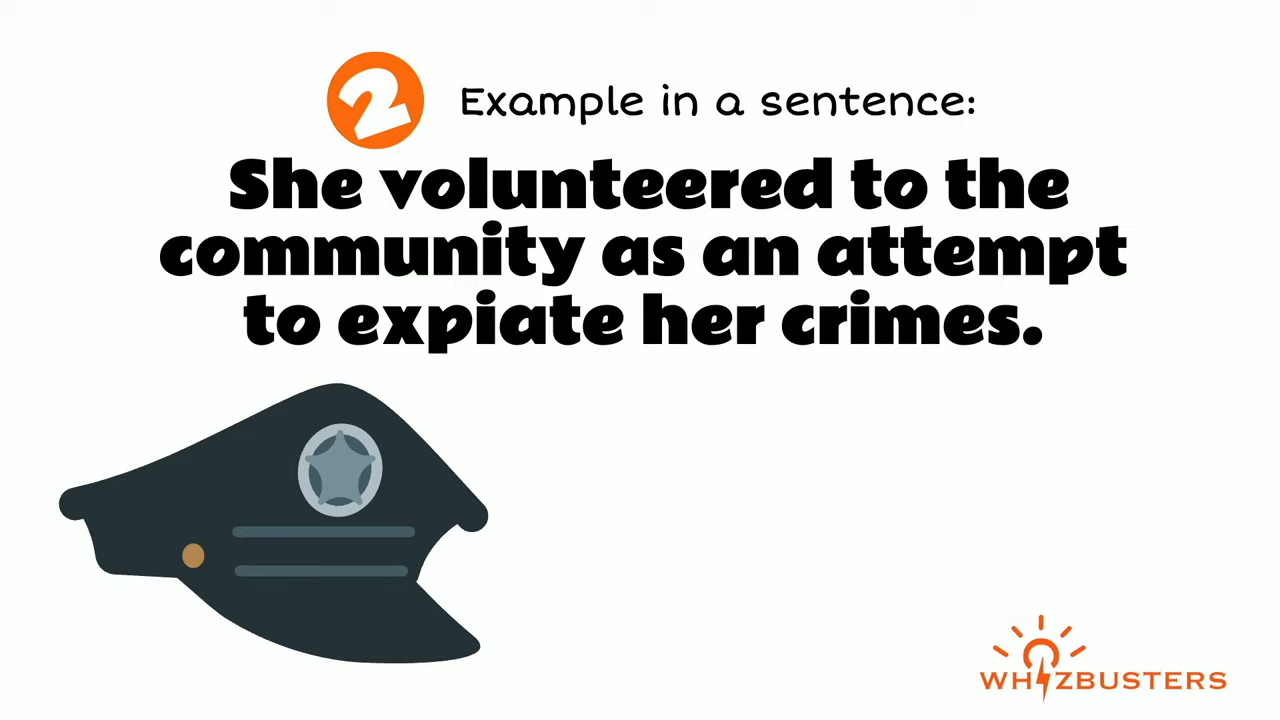 2 Example in a sentence:
She volunteered to the
community as an attempt
to expiate her crimes.
WHIZBUSTERS